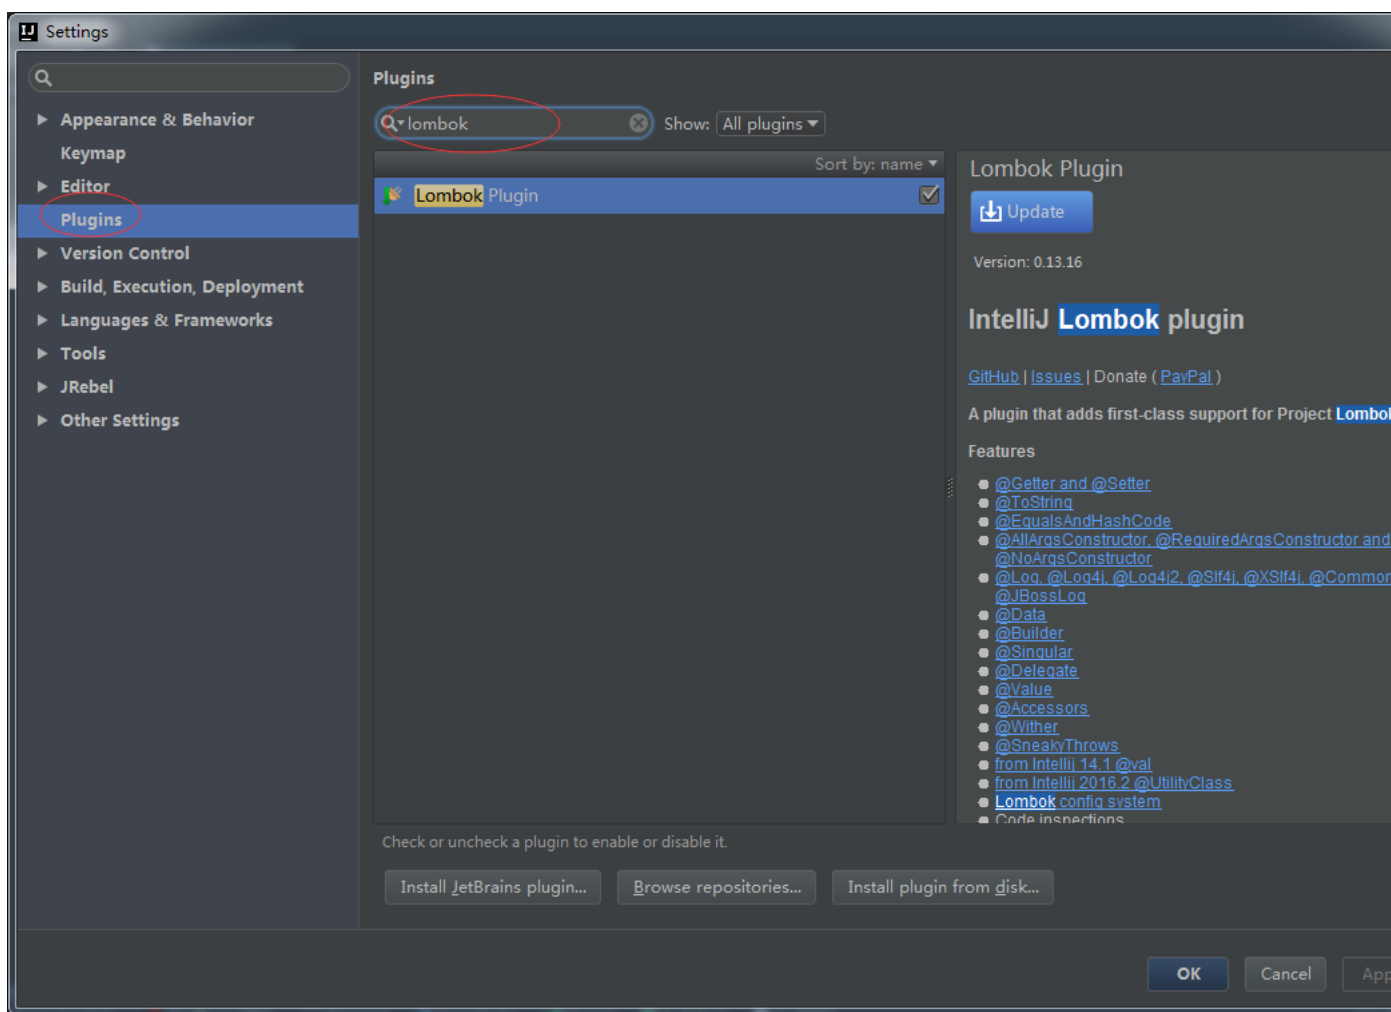 IJ Settings
Plugins
Appearance & Behavior
lombok
Show: All plugins
Keymap
Sort by: name
Editor
Lombok Plugin
Plugins
Version Control
Build, Execution, Deployment
Languages & Frameworks
Tools
JRebel
Other Settings
Lombok Plugin
Update
Version: 0.13.16
IntelliJ Lombok plugin
GitHub | Issues | Donate ( PayPal )
A plugin that adds first-class support for Project Lombok
Features
@Getter and @Setter
@ToString
@EqualsAndHashCode
@AllArgsConstructor, @RequiredArgsConstructor and
@NoArgsConstructor
@Log, @Log4j, @Log4j2, @Slf4j, @XSlf4j, @Common
@JBossLog
@Data
@Builder
@Singular
@Delegate
@Value
@Accessors
@Wither
@SneakyThrows
from Intellij 14.1 @val
from Intellij 2016.2 @UtilityClass
Lombok config system
Code inspections
Check or uncheck a plugin to enable or disable it.
Install JetBrains plugin...
Browse repositories...
Install plugin from disk...
OK
Cancel
App